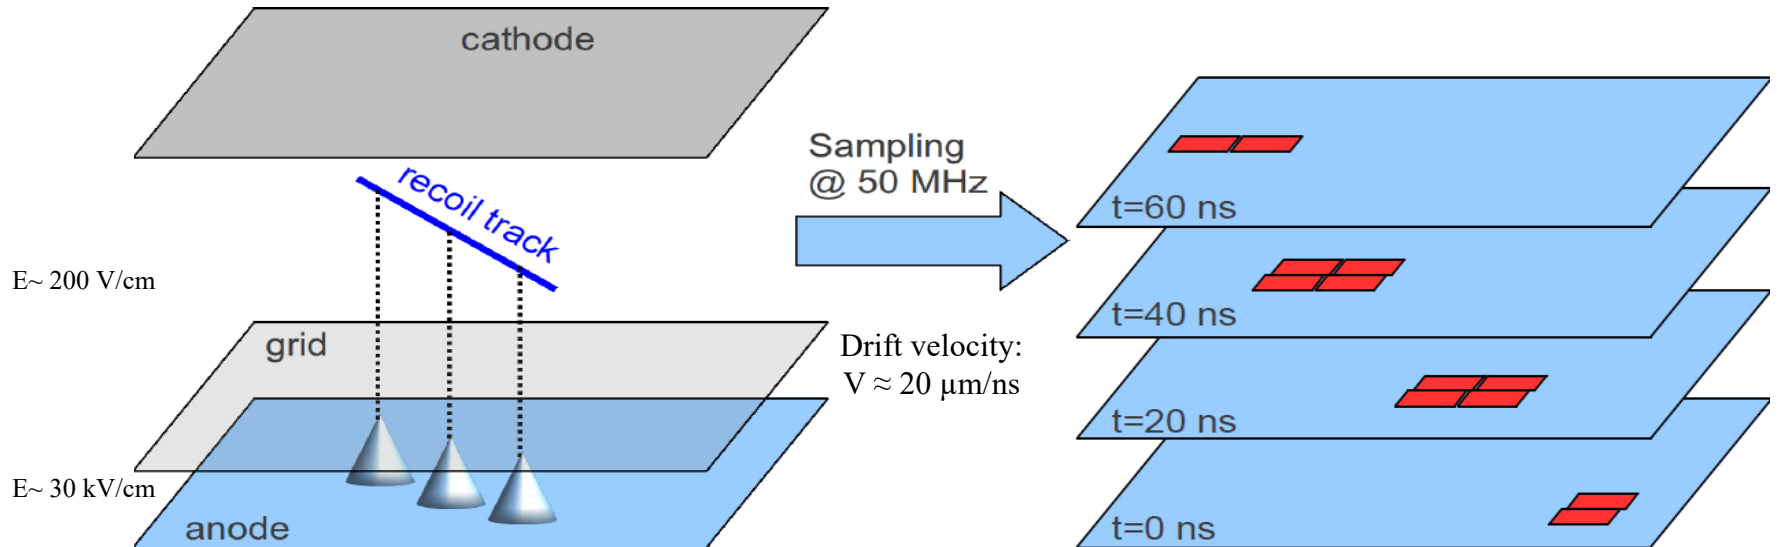 cathode
recoil track
E~ 200 V/cm
grid
E~ 30 kV/cm
anode
Sampling
@ 50 MHz
Drift velocity:
V ≈ 20 µm/ns
t=60 ns
t=40 ns
t=20 ns
t=0 ns